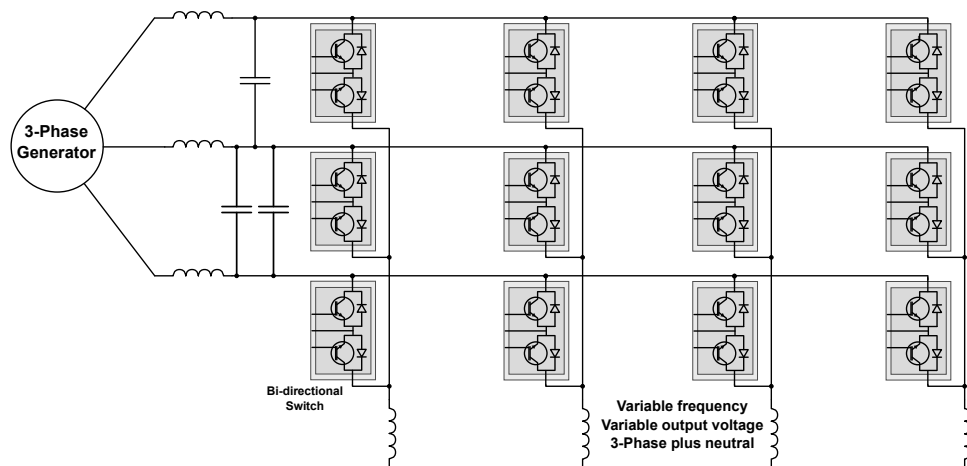 3-Phase
Generator
Bi-directional
Switch
Variable frequency
Variable output voltage
3-Phase plus neutral